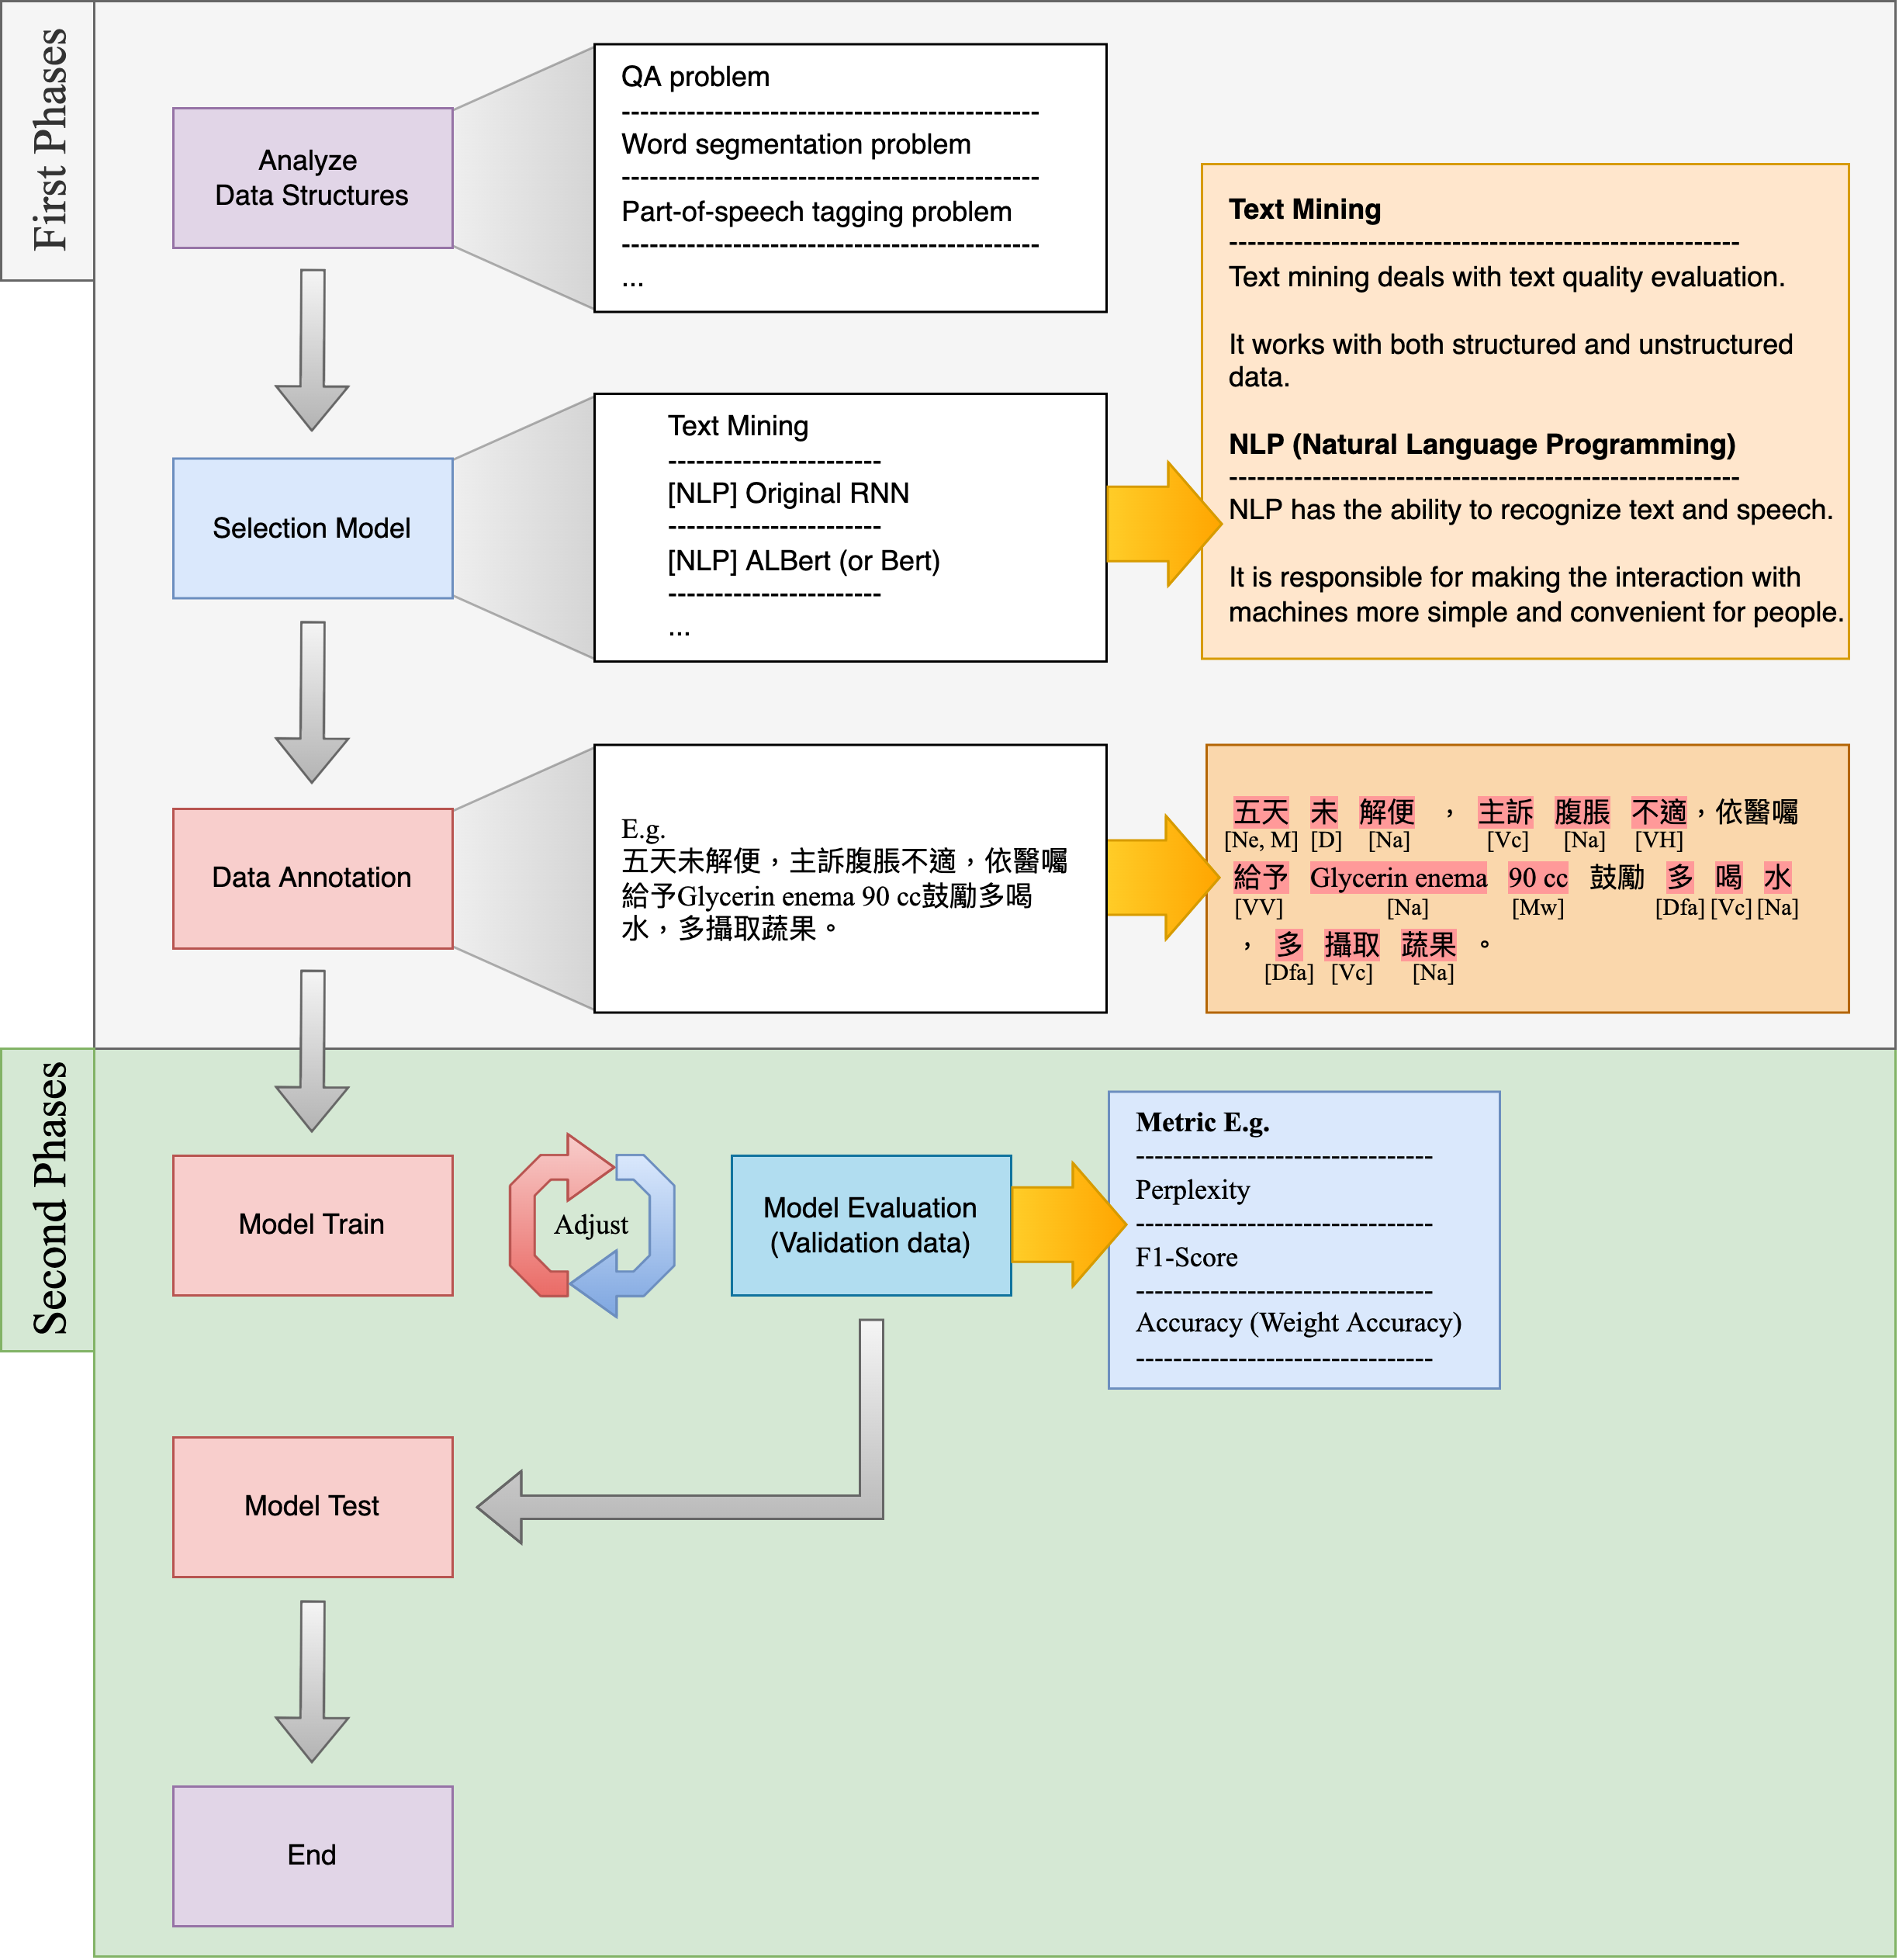 First Phases
Analyze
Data Structures
QA problem
---------------------------------------------
Word segmentation problem
---------------------------------------------
Part-of-speech tagging problem
---------------------------------------------
...
Text Mining
-------------------------------------------------------
Text mining deals with text quality evaluation.
It works with both structured and unstructured
data.
NLP (Natural Language Programming)
-------------------------------------------------------
NLP has the ability to recognize text and speech.
It is responsible for making the interaction with
machines more simple and convenient for people.
Selection Model
Text Mining
-----------------------
[NLP] Original RNN
-----------------------
[NLP] ALBert (or Bert)
-----------------------
...
Data Annotation
E.g.
五天未解便，主訴腹脹不適，依醫囑
給予Glycerin enema 90 cc鼓勵多喝
水，多攝取蔬果。
五天 未 解便 ， 主訴 腹脹 不適，依醫囑
[Ne, M] [D] [Na] [Vc] [Na] [VH]
給予 Glycerin enema 90 cc 鼓勵 多 喝 水
[VV] [Na] [Mw] [Dfa] [Vc] [Na]
， 多 攝取 蔬果 。
[Dfa] [Vc] [Na]
Second Phases
Model Train
Adjust
Model Evaluation
(Validation data)
Metric E.g.
--------------------------------
Perplexity
--------------------------------
F1-Score
--------------------------------
Accuracy (Weight Accuracy)
--------------------------------
Model Test
End